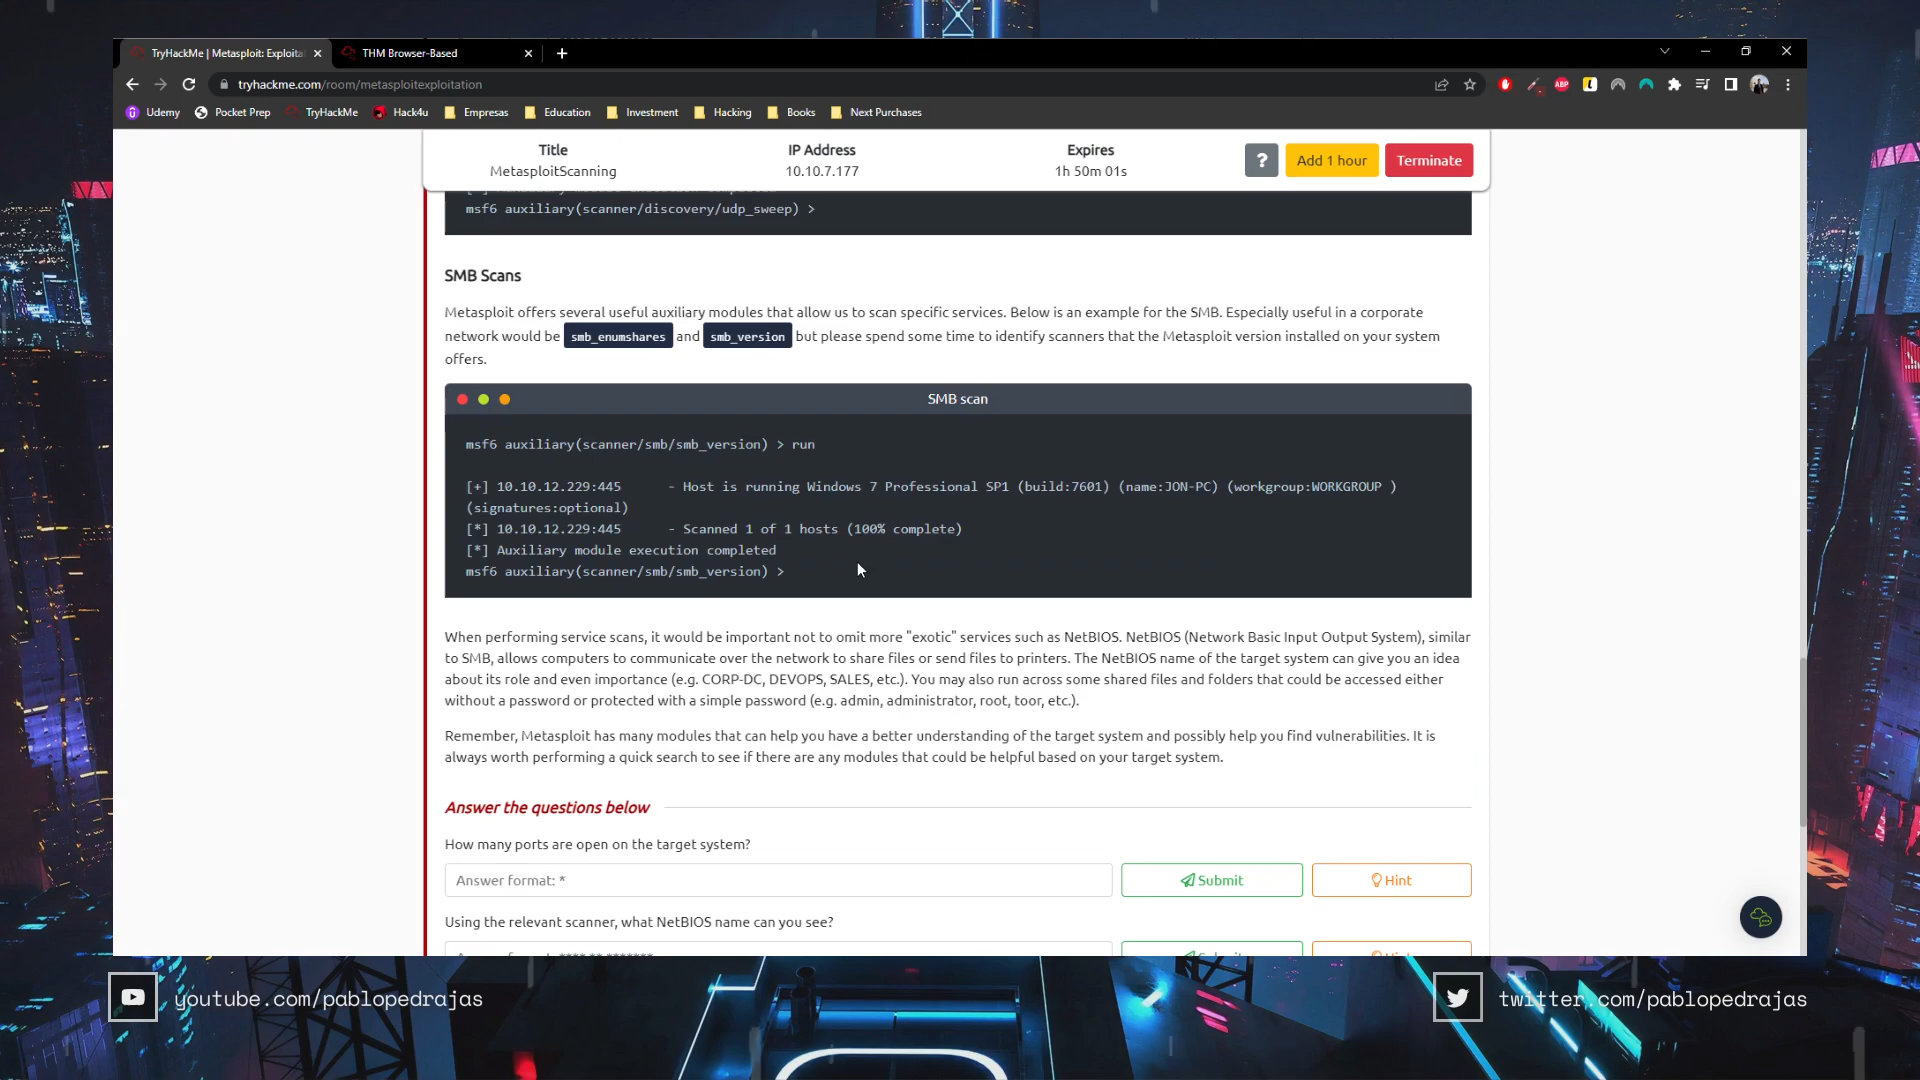 TryHackMe | Metasploit: Exploita
THM Browser-Based
tryhackme.com/room/metasploitexploitation
Udemy
Pocket Prep
TryHackMe
Hack4u
Empresas
Education
Investment
Hacking
Books
Next Purchases
Title
MetasploitScanning
IP Address
10.10.7.177
Expires
1h 50m 01s
?
Add 1 hour
Terminate
msf6 auxiliary(scanner/discovery/udp_sweep) >
SMB Scans
Metasploit offers several useful auxiliary modules that allow us to scan specific services. Below is an example for the SMB. Especially useful in a corporate
network would be smb_enumshares and smb_version but please spend some time to identify scanners that the Metasploit version installed on your system
offers.
SMB scan
msf6 auxiliary(scanner/smb/smb_version) > run
[+] 10.10.12.229:445 - Host is running Windows 7 Professional SP1 (build:7601) (name:JON-PC) (workgroup:WORKGROUP )
(signatures:optional)
[*] 10.10.12.229:445 - Scanned 1 of 1 hosts (100% complete)
[*] Auxiliary module execution completed
msf6 auxiliary(scanner/smb/smb_version) >
When performing service scans, it would be important not to omit more "exotic" services such as NetBIOS. NetBIOS (Network Basic Input Output System), similar
to SMB, allows computers to communicate over the network to share files or send files to printers. The NetBIOS name of the target system can give you an idea
about its role and even importance (e.g. CORP-DC, DEVOPS, SALES, etc.). You may also run across some shared files and folders that could be accessed either
without a password or protected with a simple password (e.g. admin, administrator, root, toor, etc.).
Remember, Metasploit has many modules that can help you have a better understanding of the target system and possibly help you find vulnerabilities. It is
always worth performing a quick search to see if there are any modules that could be helpful based on your target system.
Answer the questions below
How many ports are open on the target system?
Answer format: *
Submit
Hint
Using the relevant scanner, what NetBIOS name can you see?
youtube.com/pablopedrajas
twitter.com/pablopedrajas